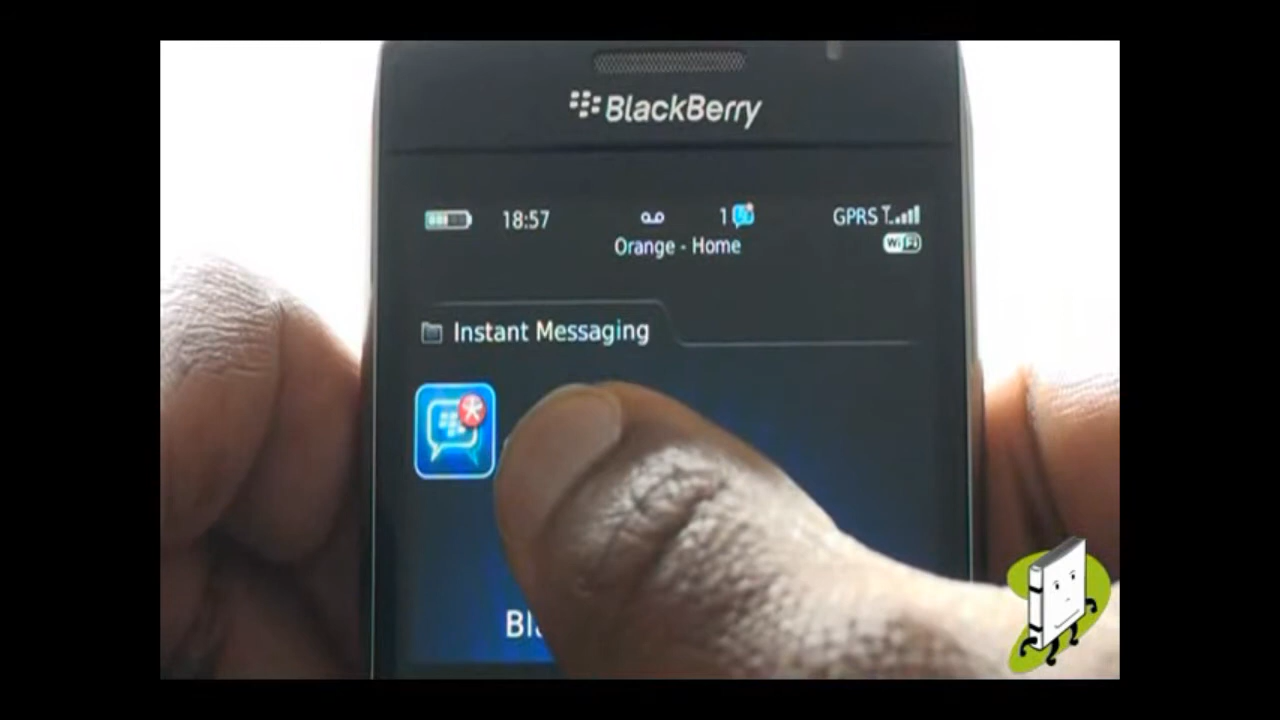 BlackBerry
18:57
1
GPRS
Orange - Home
WiFi
Instant Messaging